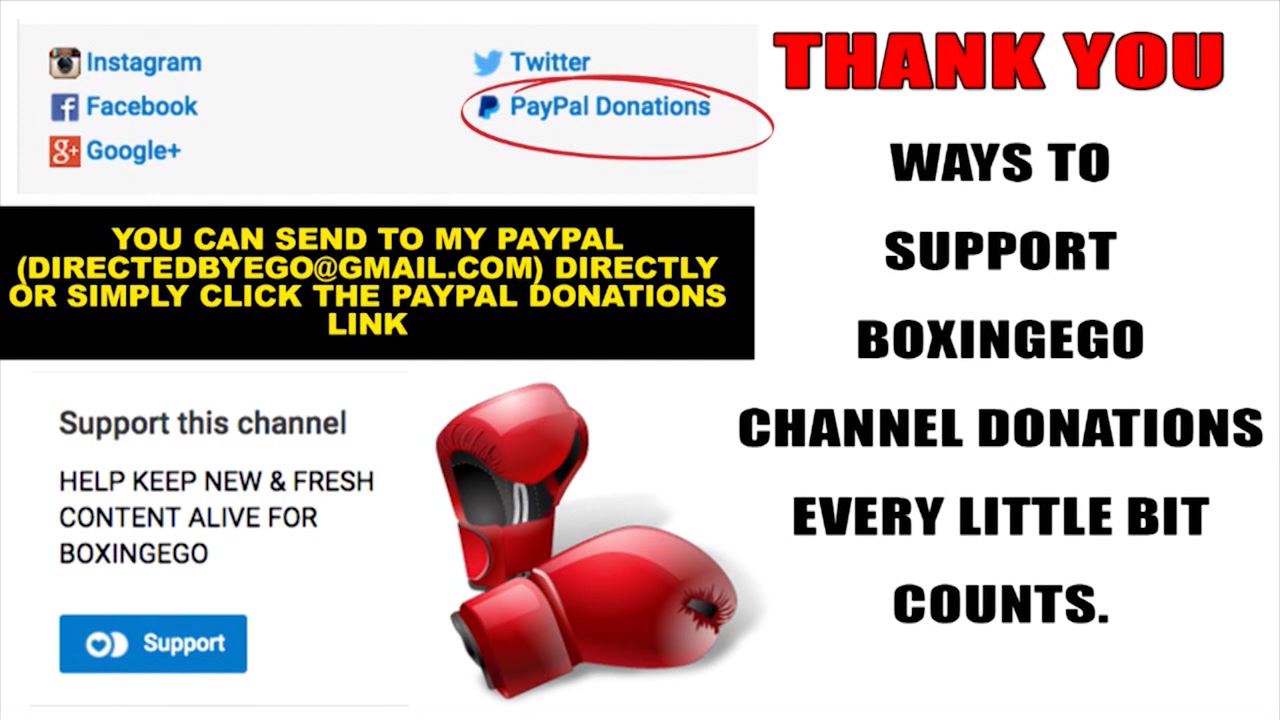 Instagram
Twitter
Facebook
PayPal Donations
Google+
YOU CAN SEND TO MY PAYPAL
(DIRECTEDBYEGO@GMAIL.COM) DIRECTLY
OR SIMPLY CLICK THE PAYPAL DONATIONS
LINK
Support this channel
HELP KEEP NEW & FRESH
CONTENT ALIVE FOR
BOXINGEGO
Support
THANK YOU
WAYS TO
SUPPORT
BOXINGEGO
CHANNEL DONATIONS
EVERY LITTLE BIT
COUNTS.